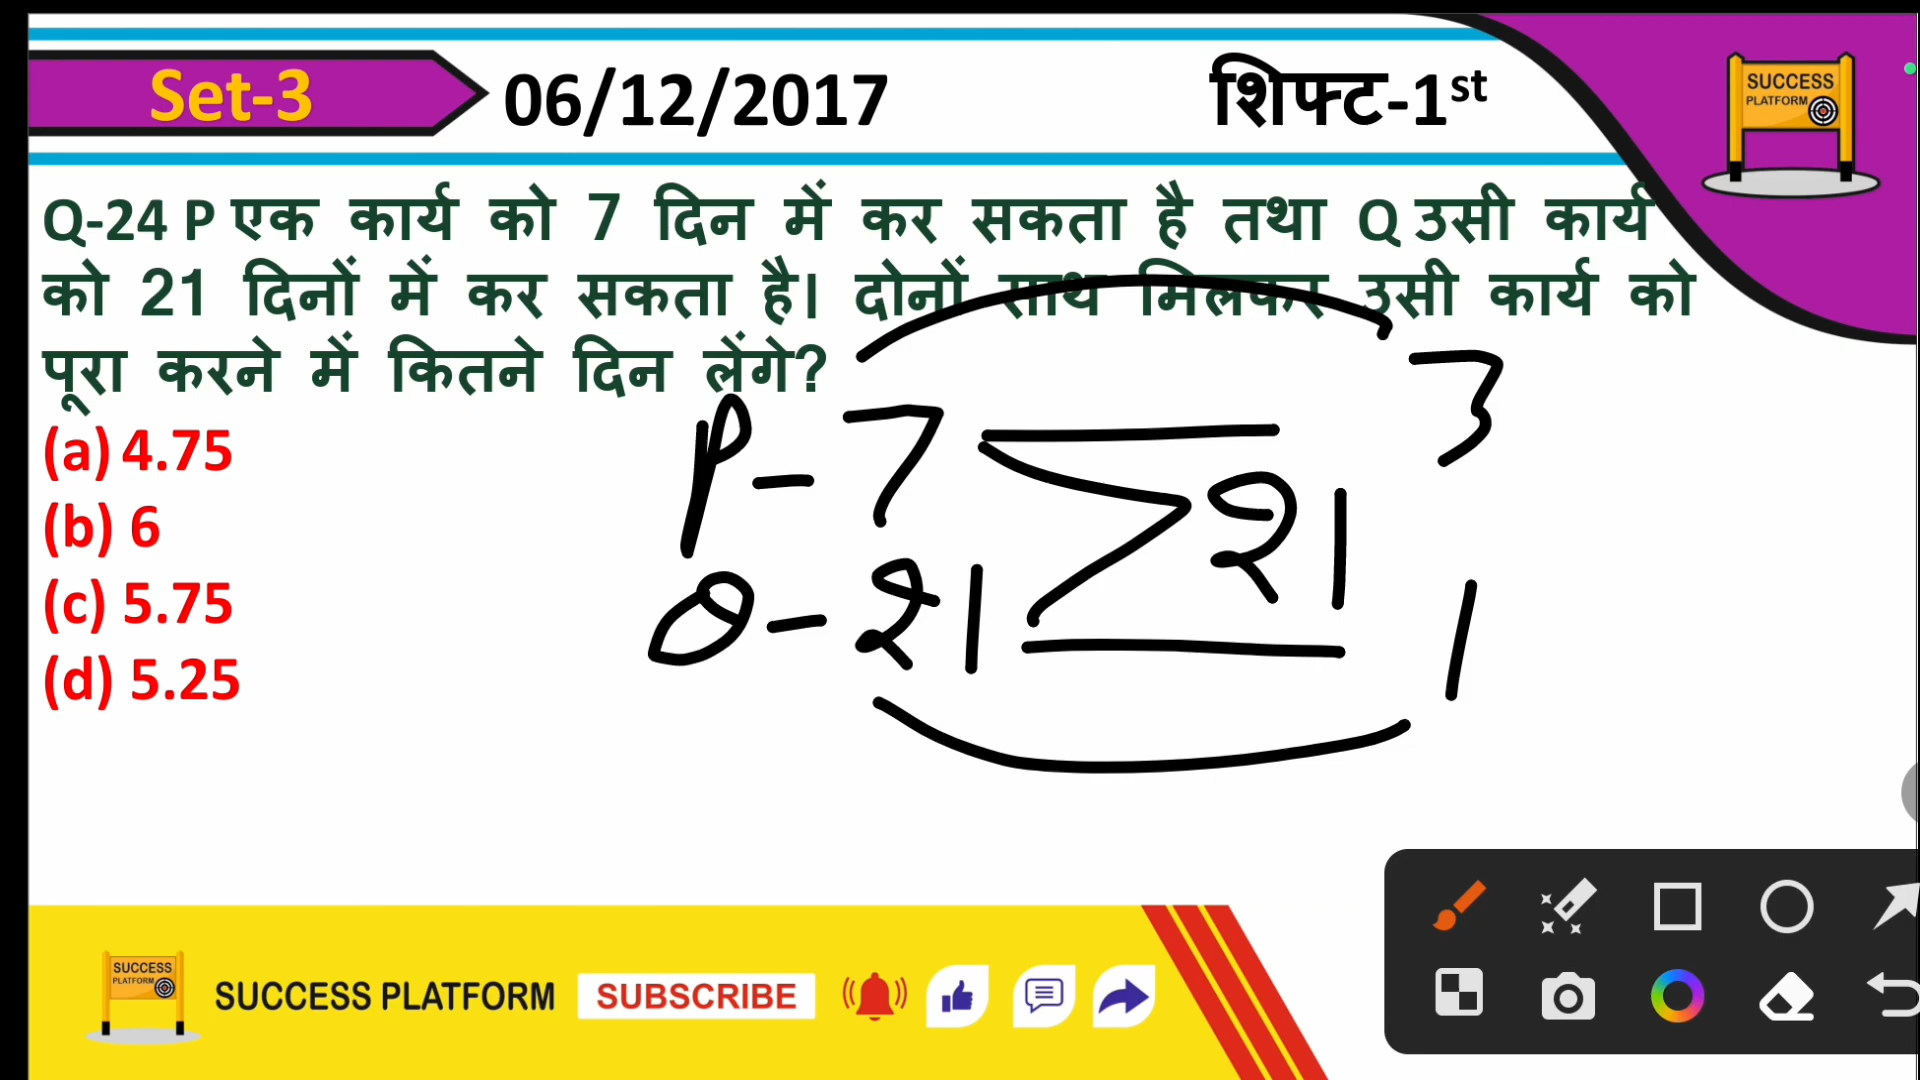 Set-3
06/12/2017
शिफ्ट-1st
SUCCESS
PLATFORM
Q-24 P एक कार्य को 7 दिन में कर सकता है तथा Q उसी कार्य
को 21 दिनों में कर सकता है। दोनों साथ मिलकर उसी कार्य को
पूरा करने में कितने दिन लेंगे?
(a) 4.75
(b) 6
(c) 5.75
(d) 5.25
P-7
3
21
Q-21
1
SUCCESS
PLATFORM
SUCCESS PLATFORM
SUBSCRIBE